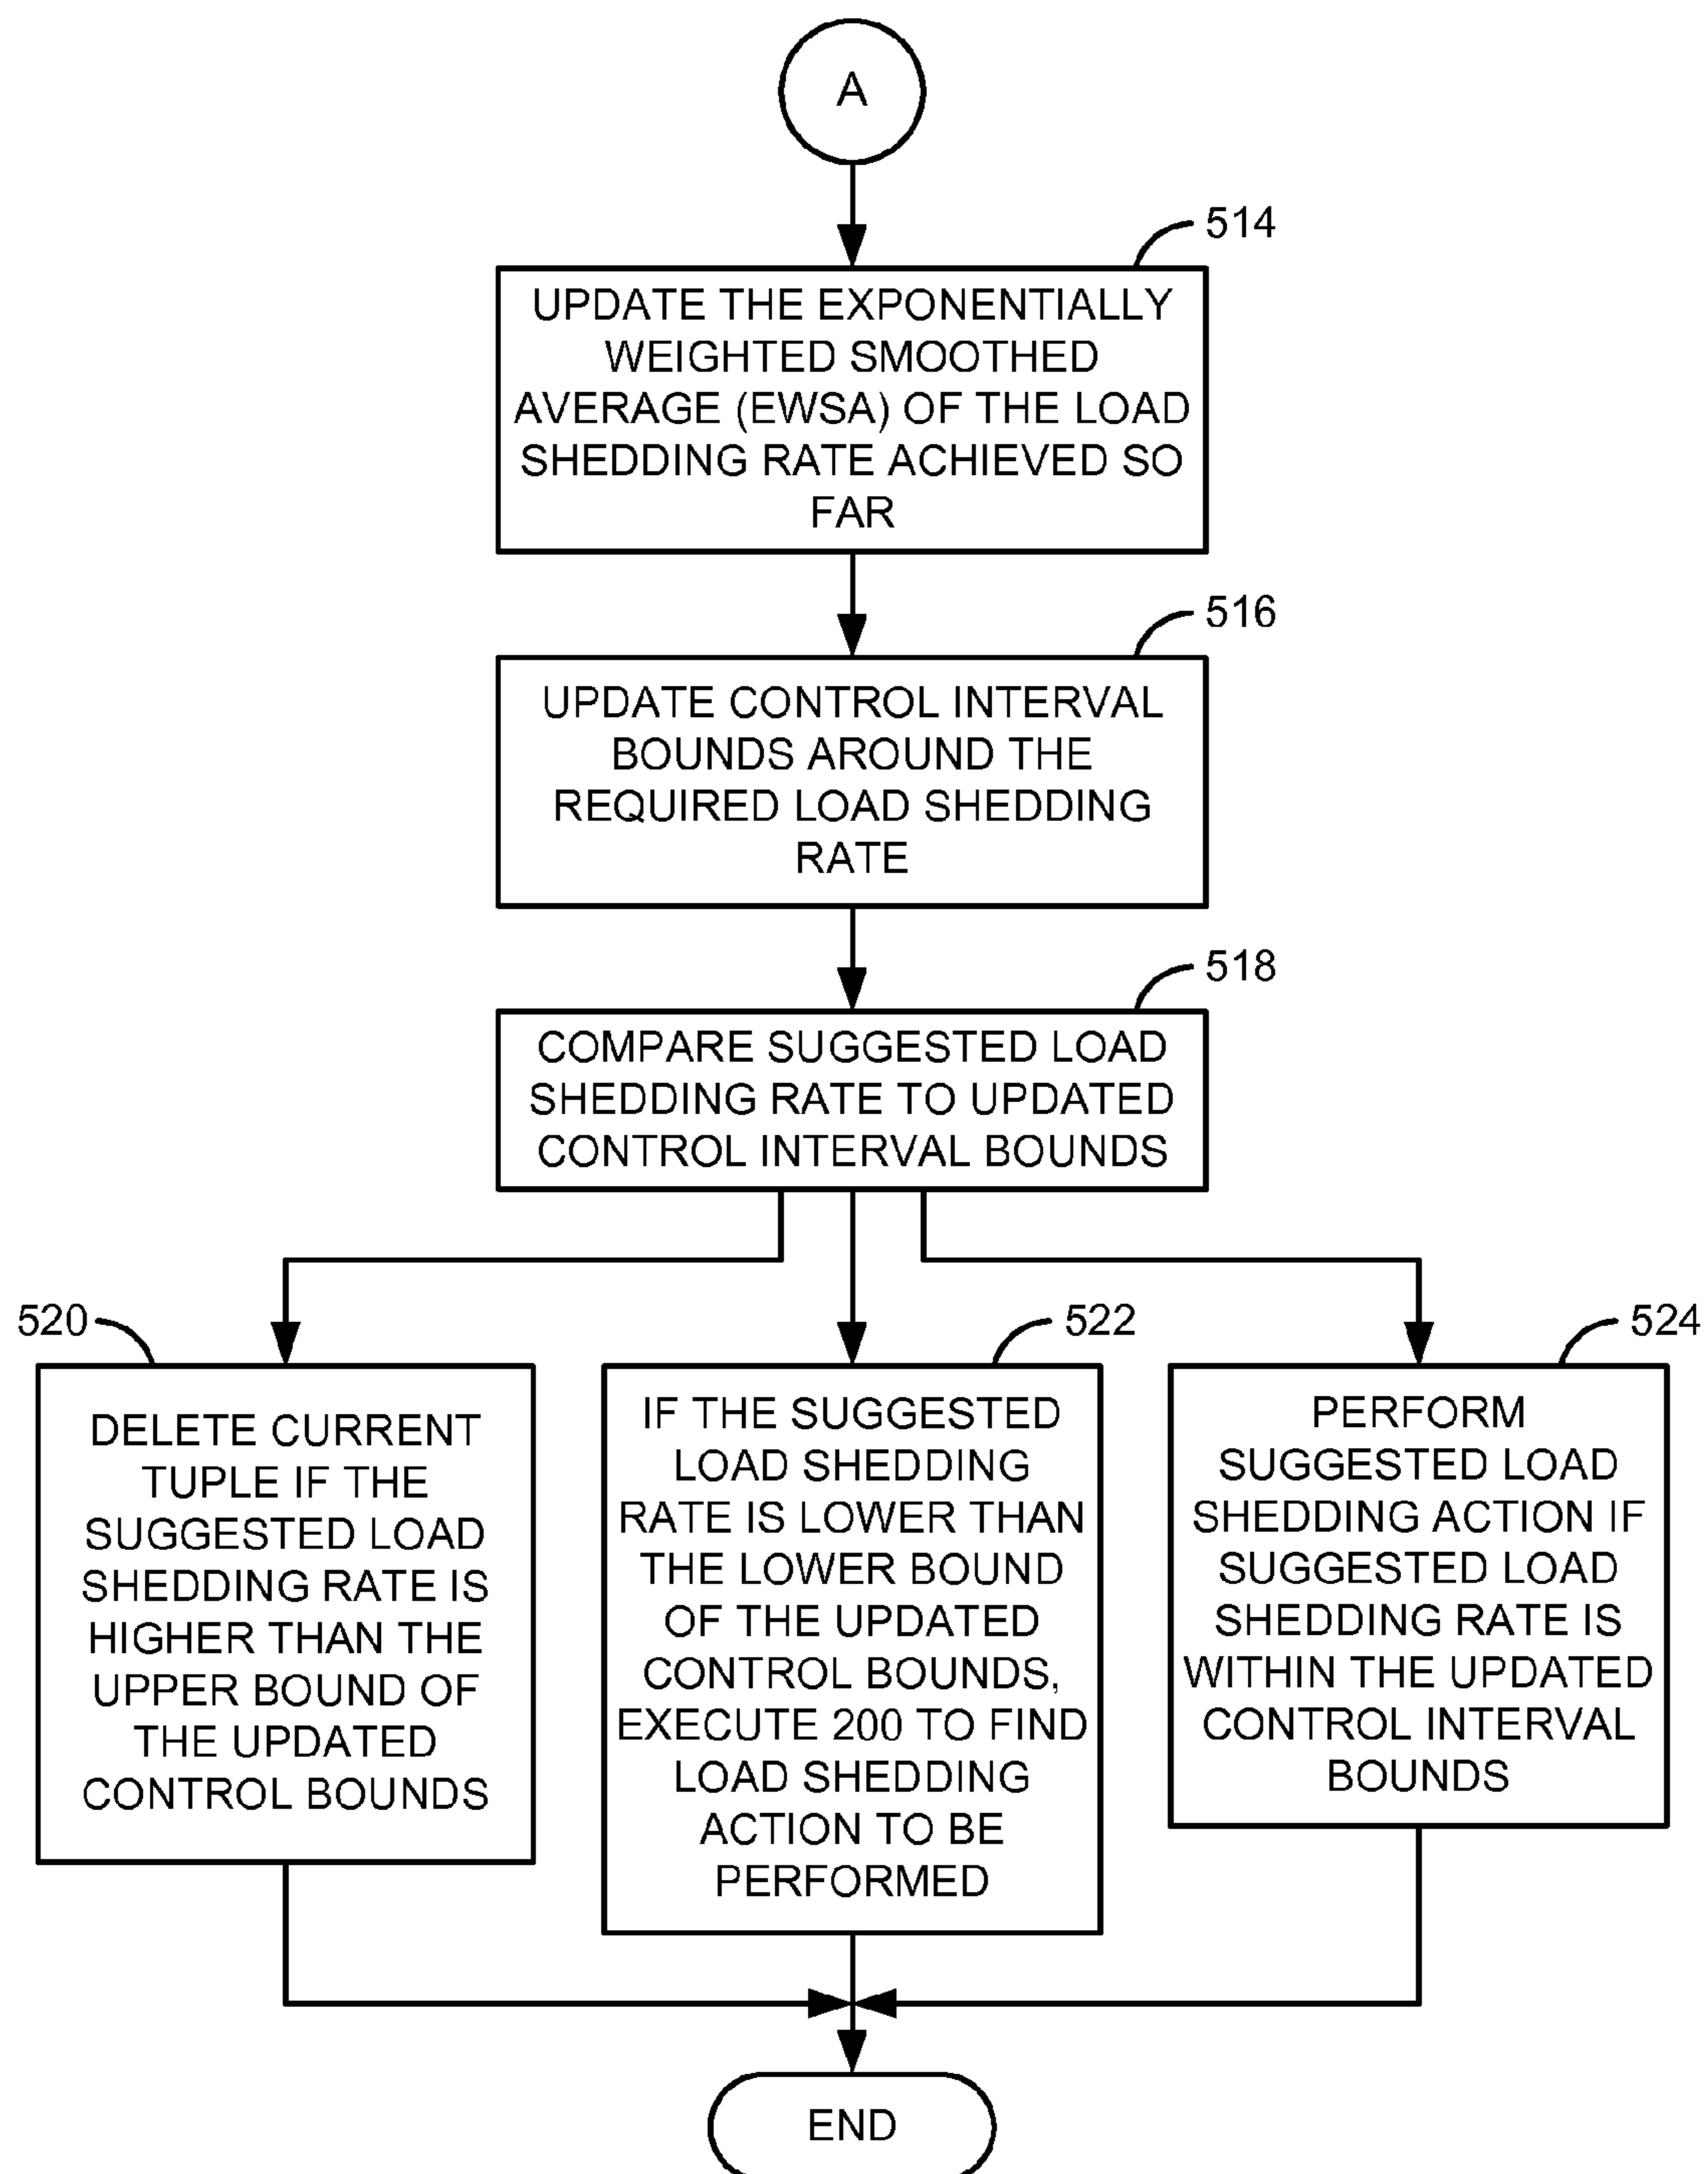 A
514
UPDATE THE EXPONENTIALLY
WEIGHTED SMOOTHED
AVERAGE (EWSA) OF THE LOAD
SHEDDING RATE ACHIEVED SO
FAR
516
UPDATE CONTROL INTERVAL
BOUNDS AROUND THE
REQUIRED LOAD SHEDDING
RATE
518
COMPARE SUGGESTED LOAD
SHEDDING RATE TO UPDATED
CONTROL INTERVAL BOUNDS
520
DELETE CURRENT
TUPLE IF THE
SUGGESTED LOAD
SHEDDING RATE IS
HIGHER THAN THE
UPPER BOUND OF
THE UPDATED
CONTROL BOUNDS
522
IF THE SUGGESTED
LOAD SHEDDING
RATE IS LOWER THAN
THE LOWER BOUND
OF THE UPDATED
CONTROL BOUNDS,
EXECUTE 200 TO FIND
LOAD SHEDDING
ACTION TO BE
PERFORMED
524
PERFORM
SUGGESTED LOAD
SHEDDING ACTION IF
SUGGESTED LOAD
SHEDDING RATE IS
WITHIN THE UPDATED
CONTROL INTERVAL
BOUNDS
END